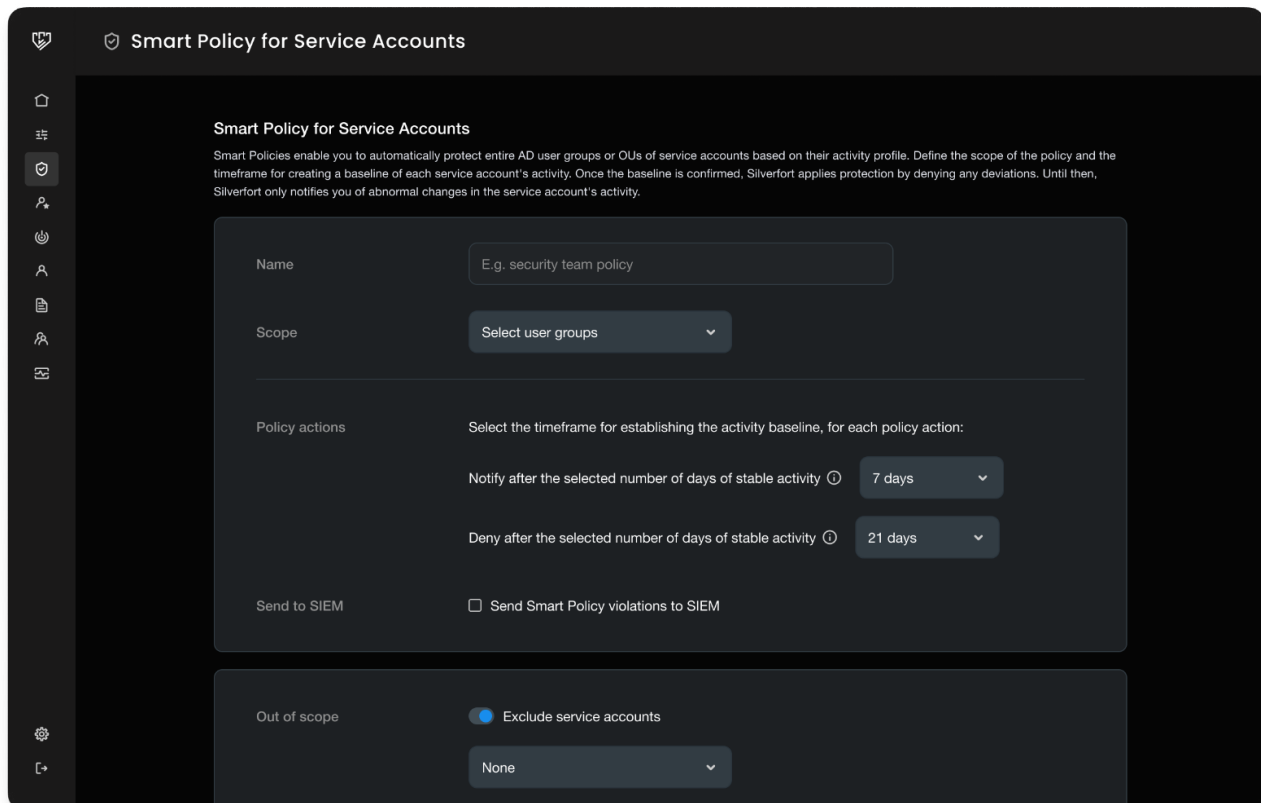 Smart Policy for Service Accounts
Smart Policy for Service Accounts
Smart Policies enable you to automatically protect entire AD user groups or OUs of service accounts based on their activity profile. Define the scope of the policy and the
timeframe for creating a baseline of each service account's activity. Once the baseline is confirmed, Silverfort applies protection by denying any deviations. Until then,
Silverfort only notifies you of abnormal changes in the service account's activity.
Name
E.g. security team policy
Scope
Select user groups
Policy actions
Select the timeframe for establishing the activity baseline, for each policy action:
Notify after the selected number of days of stable activity
7 days
Deny after the selected number of days of stable activity
21 days
Send to SIEM
Send Smart Policy violations to SIEM
Out of scope
Exclude service accounts
None